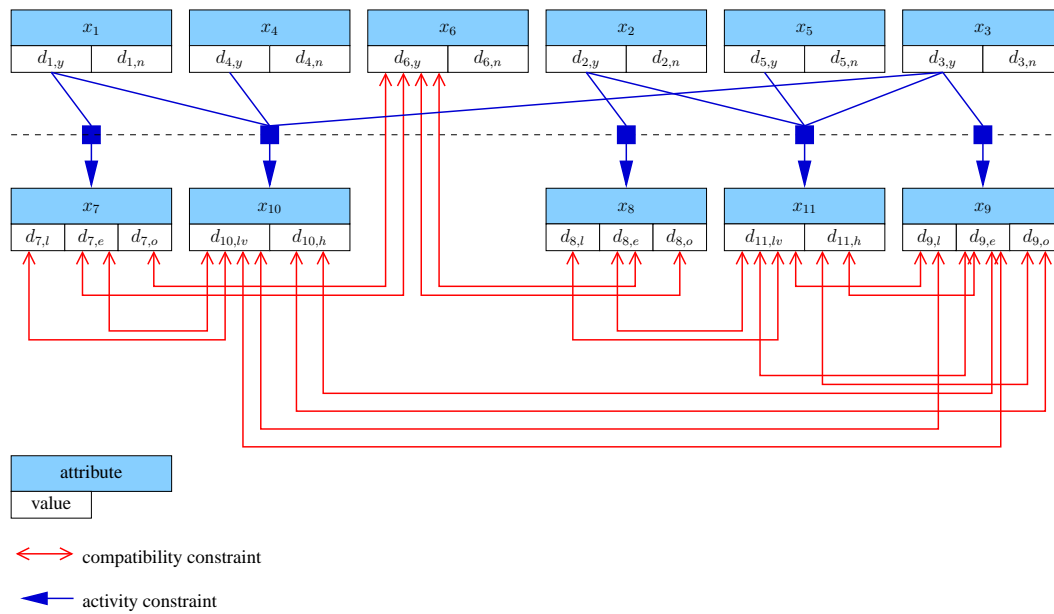 x1 x4 x6 x2 x5 x3
d1,y d1,n d4,y d4,n d6,y d6,n d2,y d2,n d5,y d5,n d3,y d3,n
x7 x10 x8 x11 x9
d7,l d7,e d7,o d10,lv d10,h d8,l d8,e d8,o d11,lv d11,h d9,l d9,e d9,o
attribute
value
compatibility constraint
activity constraint